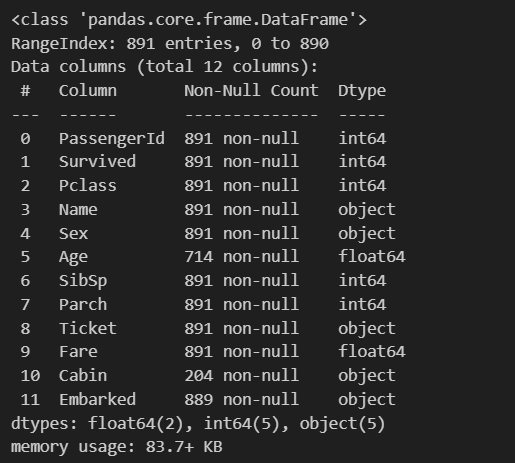 <class 'pandas.core.frame.DataFrame'>
RangeIndex: 891 entries, 0 to 890
Data columns (total 12 columns):
 #   Column       Non-Null Count  Dtype
---  ------       --------------  -----
 0   PassengerId  891 non-null    int64
 1   Survived     891 non-null    int64
 2   Pclass       891 non-null    int64
 3   Name         891 non-null    object
 4   Sex          891 non-null    object
 5   Age          714 non-null    float64
 6   SibSp        891 non-null    int64
 7   Parch        891 non-null    int64
 8   Ticket       891 non-null    object
 9   Fare         891 non-null    float64
 10  Cabin        204 non-null    object
 11  Embarked     889 non-null    object
dtypes: float64(2), int64(5), object(5)
memory usage: 83.7+ KB